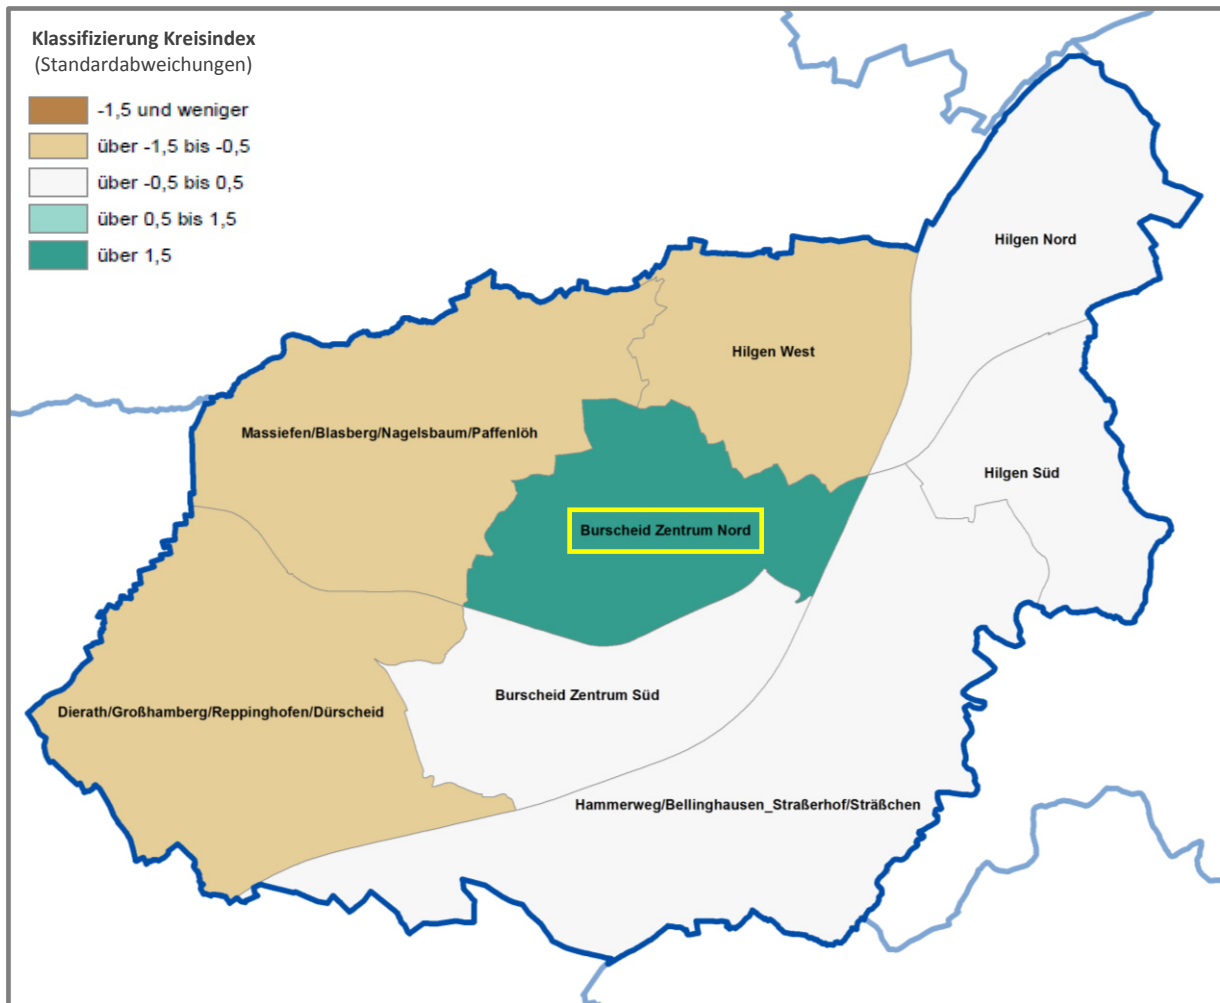 Klassifizierung Kreisindex
(Standardabweichungen)
-1,5 und weniger
über -1,5 bis -0,5
über -0,5 bis 0,5
über 0,5 bis 1,5
über 1,5
Hilgen Nord
Hilgen West
Massiefen/Blasberg/Nagelsbaum/Paffenlöh
Hilgen Süd
Burscheid Zentrum Nord
Burscheid Zentrum Süd
Dierath/Großhamberg/Reppinghofen/Dürscheid
Hammerweg/Bellinghausen_Straßerhof/Sträßchen